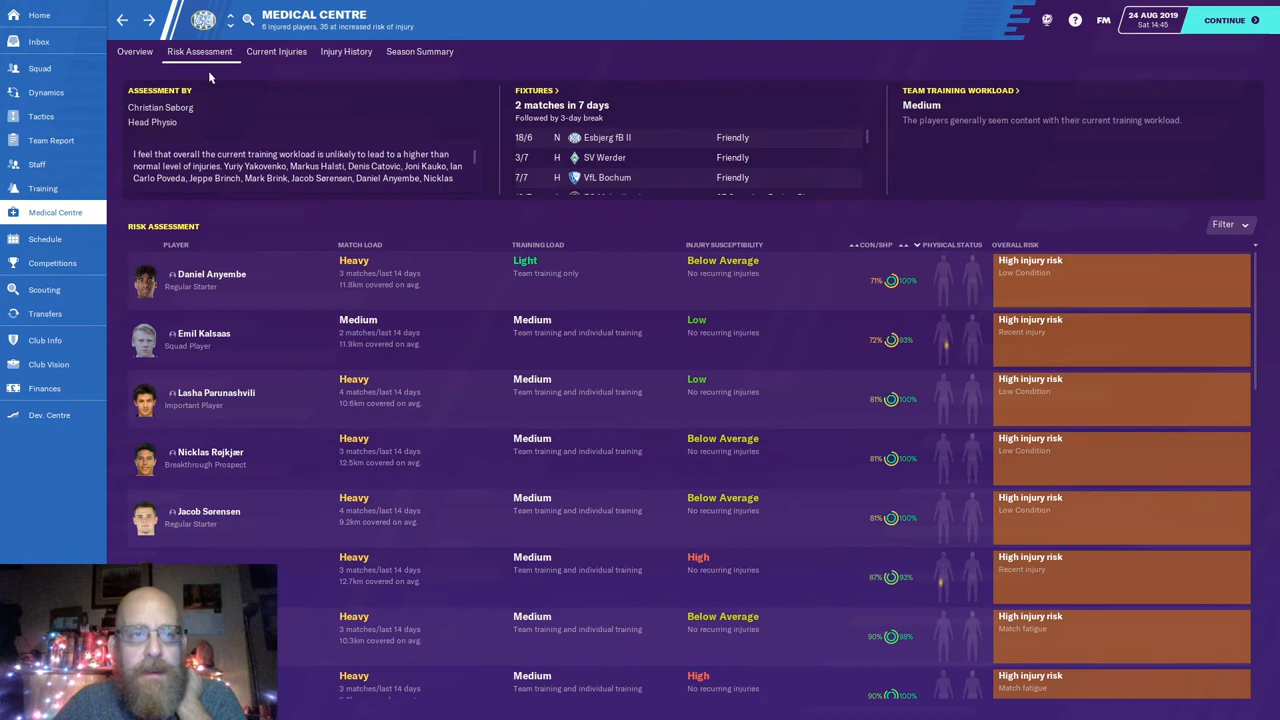 Home
MEDICAL CENTRE
6 injured players, 35 at increased risk of injury
FM
24 AUG 2019
Sat 14:45
CONTINUE
Inbox
Squad
Dynamics
Tactics
Team Report
Staff
Training
Medical Centre
Schedule
Competitions
Scouting
Transfers
Club Info
Club Vision
Finances
Dev. Centre
Overview
Risk Assessment
Current Injuries
Injury History
Season Summary
ASSESSMENT BY
Christian Søborg
Head Physio
I feel that overall the current training workload is unlikely to lead to a higher than
normal level of injuries. Yuriy Yakovenko, Markus Halsti, Denis Catovic, Joni Kauko, Ian
Carlo Poveda, Jeppe Brinch, Mark Brink, Jacob Sørensen, Daniel Anyembe, Nicklas
FIXTURES >
2 matches in 7 days
Followed by 3-day break
18/6 N Esbjerg fB II Friendly
3/7 H SV Werder Friendly
7/7 H VfL Bochum Friendly
TEAM TRAINING WORKLOAD >
Medium
The players generally seem content with their current training workload.
RISK ASSESSMENT
Filter
PLAYER MATCH LOAD TRAINING LOAD INJURY SUSCEPTIBILITY CON/SHP PHYSICAL STATUS OVERALL RISK
Heavy Light Below Average High injury risk
Daniel Anyembe 3 matches/last 14 days Team training only No recurring injuries 71% 100% Low Condition
Regular Starter 11.8km covered on avg.
Medium Medium Low High injury risk
Emil Kalsaas 2 matches/last 14 days Team training and individual training No recurring injuries 72% 93% Recent injury
Squad Player 11.9km covered on avg.
Heavy Medium Low High injury risk
Lasha Parunashvili 4 matches/last 14 days Team training and individual training No recurring injuries 81% 100% Low Condition
Important Player 10.6km covered on avg.
Heavy Medium Below Average High injury risk
Nicklas Røjkjær 3 matches/last 14 days Team training and individual training No recurring injuries 81% 100% Low Condition
Breakthrough Prospect 12.5km covered on avg.
Heavy Medium Below Average High injury risk
Jacob Sørensen 4 matches/last 14 days Team training and individual training No recurring injuries 81% 100% Low Condition
Regular Starter 9.2km covered on avg.
Heavy Medium High High injury risk
3 matches/last 14 days Team training and individual training No recurring injuries 87% 93% Recent injury
12.7km covered on avg.
Heavy Medium Below Average High injury risk
3 matches/last 14 days Team training and individual training No recurring injuries 90% 98% Match fatigue
10.3km covered on avg.
Heavy Medium High High injury risk
3 matches/last 14 days Team training and individual training No recurring injuries 90% 100% Match fatigue